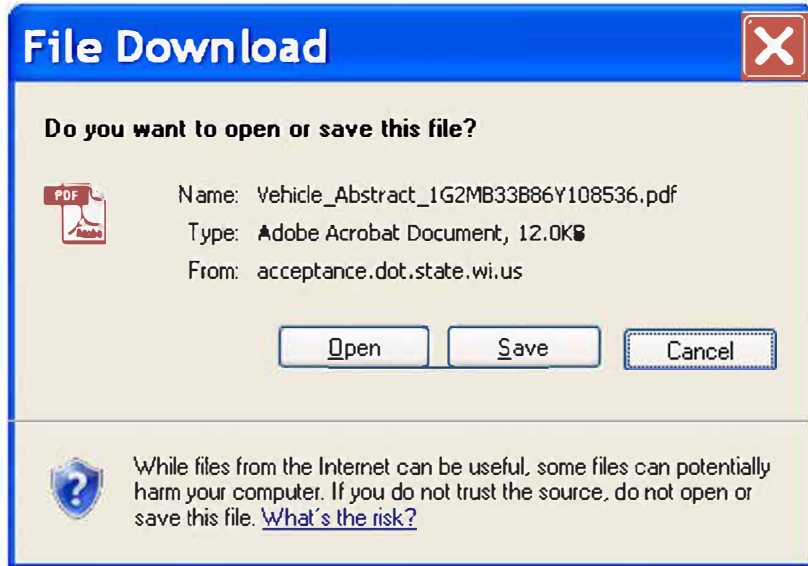 File Download
Do you want to open or save this file?
PDF
Name: Vehicle_Abstract_1G2MB33B86Y108536.pdf
Adobe
Type: Adobe Acrobat Document, 12.0KB
From: acceptance.dot.state.wi.us
Open Save Cancel
While files from the Internet can be useful, some files can potentially
harm your computer. If you do not trust the source, do not open or
save this file. What's the risk?